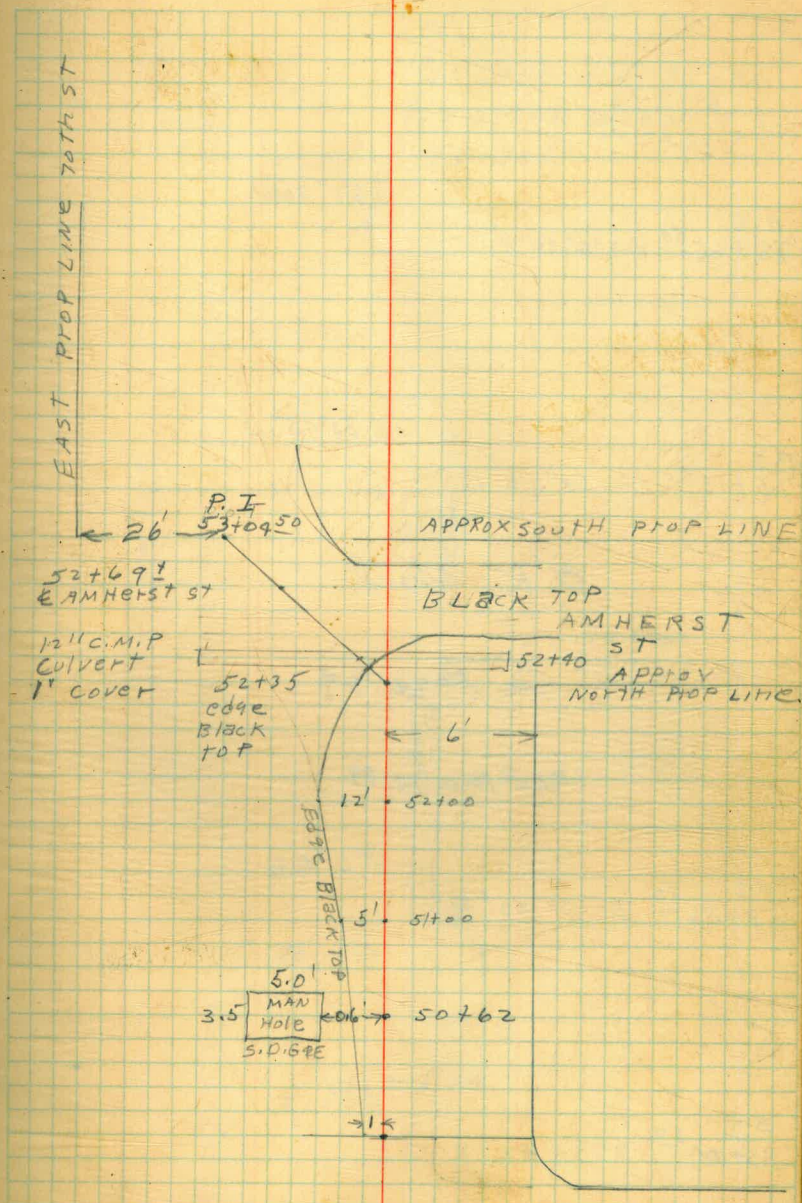 EAST PROP LINE 70th ST
26'
P. I
53+04 50
APPROX SOUTH PROP LINE
52+69 ±
℄ AMHerst st
BLacK TOP
AMHERST
ST
12" C.M.P
Culvert
1' cover
52+35
edge
Black
top
52+40
APProx
NORTH PROP LINE
6'
12'
52+00
Edge Black Top
5'
51+00
5.0'
3.5
MAN
Hole
0.6'
50+62
S.D.G&E
1